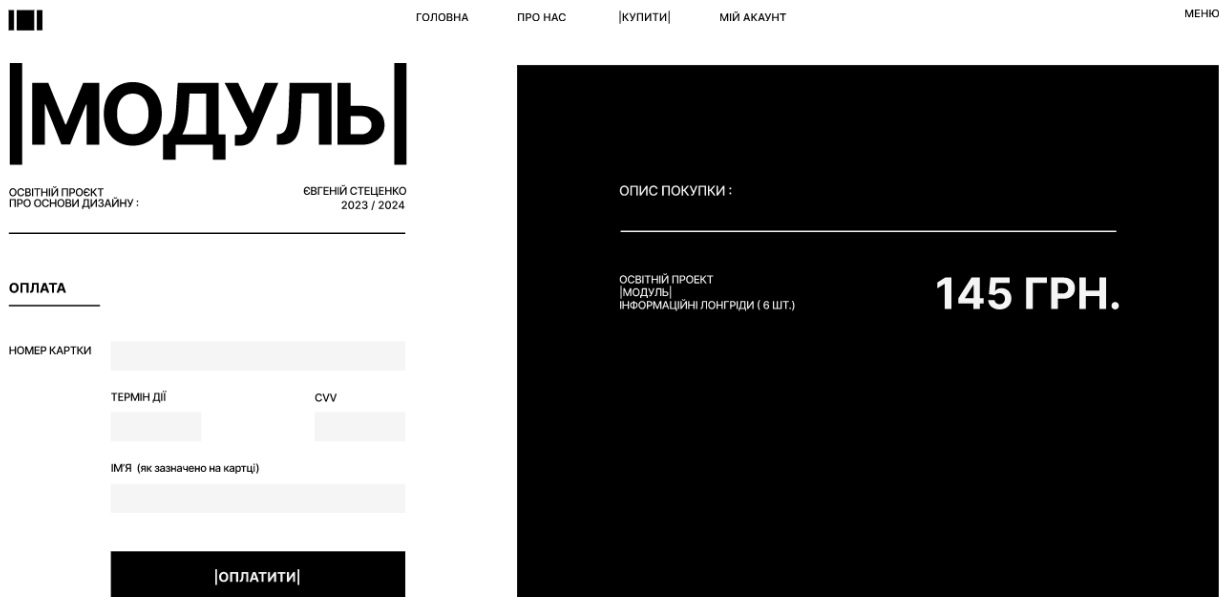 ГОЛОВНА
ПРО НАС
|КУПИТИ|
МІЙ АКАУНТ
МЕНЮ
|МОДУЛЬ|
ОСВІТНІЙ ПРОЄКТ
ПРО ОСНОВИ ДИЗАЙНУ :
ЄВГЕНІЙ СТЕЦЕНКО
2023 / 2024
ОПЛАТА
НОМЕР КАРТКИ
ТЕРМІН ДІЇ
CVV
ІМ'Я (як зазначено на картці)
|ОПЛАТИТИ|
ОПИС ПОКУПКИ :
ОСВІТНІЙ ПРОЕКТ
|МОДУЛЬ|
ІНФОРМАЦІЙНІ ЛОНГРІДИ ( 6 ШТ.)
145 ГРН.